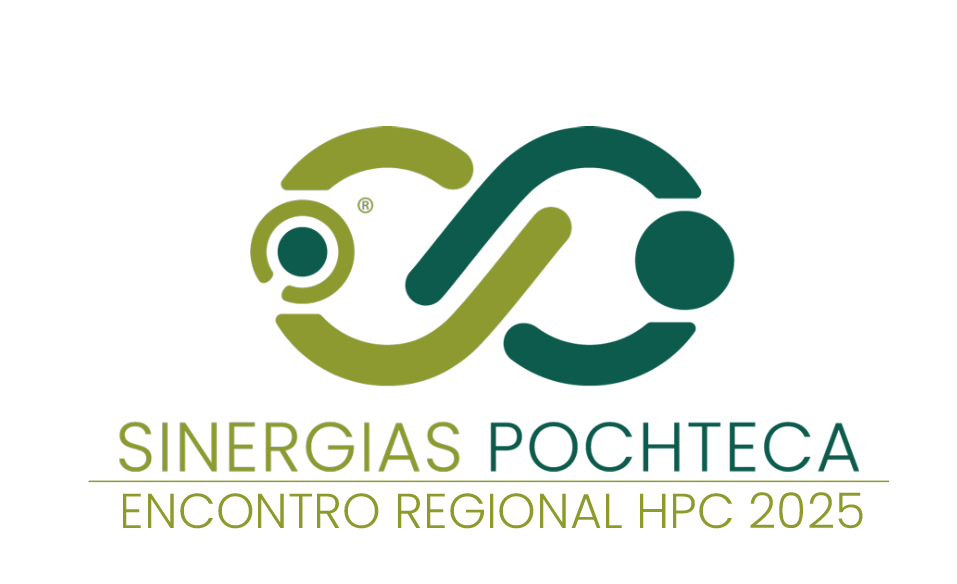 ®
SINERGIAS POCHTECA
ENCONTRO REGIONAL HPC 2025